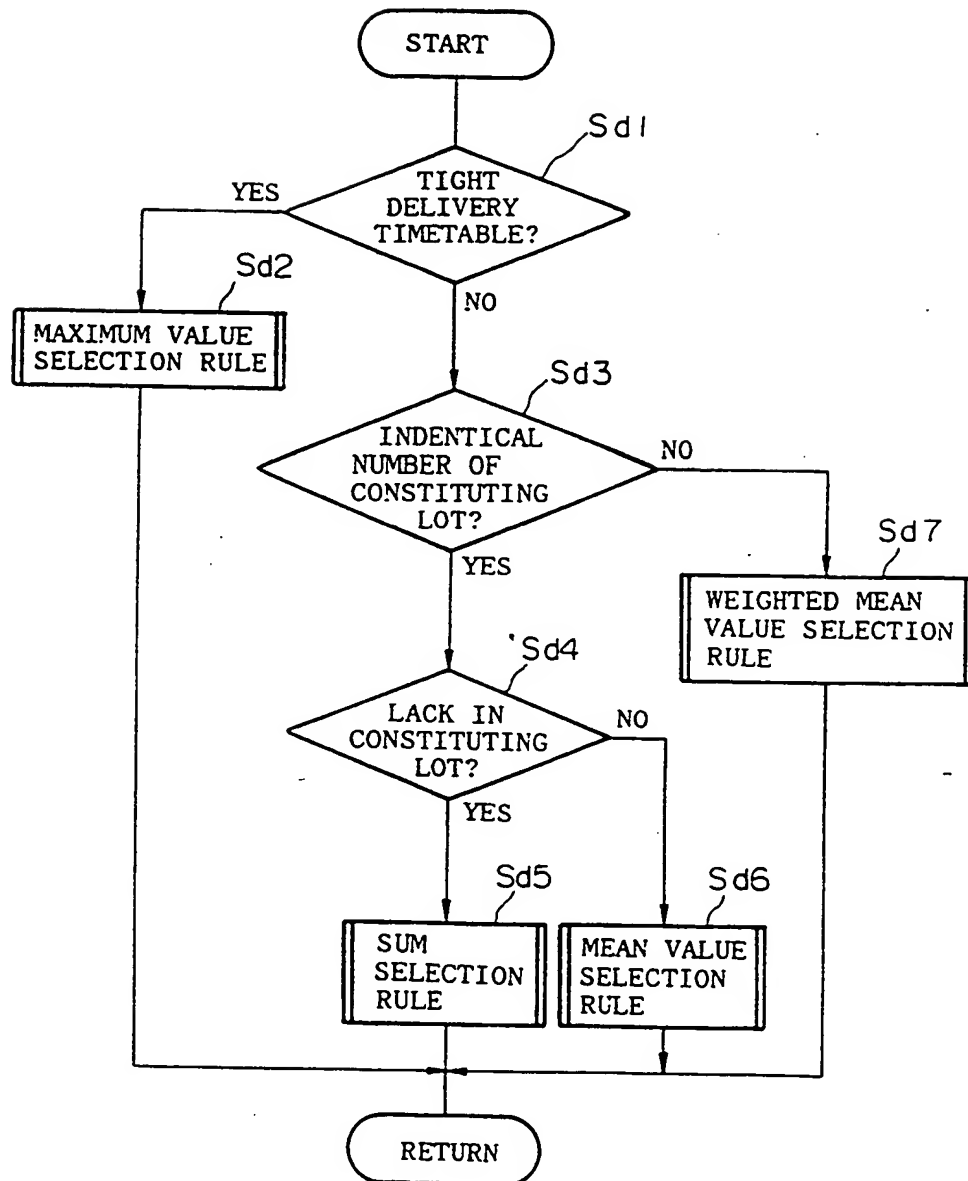 START
Sd1
TIGHT
DELIVERY
TIMETABLE?
YES
NO
Sd2
MAXIMUM VALUE
SELECTION RULE
Sd3
INDENTICAL
NUMBER OF
CONSTITUTING
LOT?
NO
YES
Sd7
WEIGHTED MEAN
VALUE SELECTION
RULE
Sd4
LACK IN
CONSTITUTING
LOT?
NO
YES
Sd5
SUM
SELECTION
RULE
Sd6
MEAN VALUE
SELECTION
RULE
RETURN